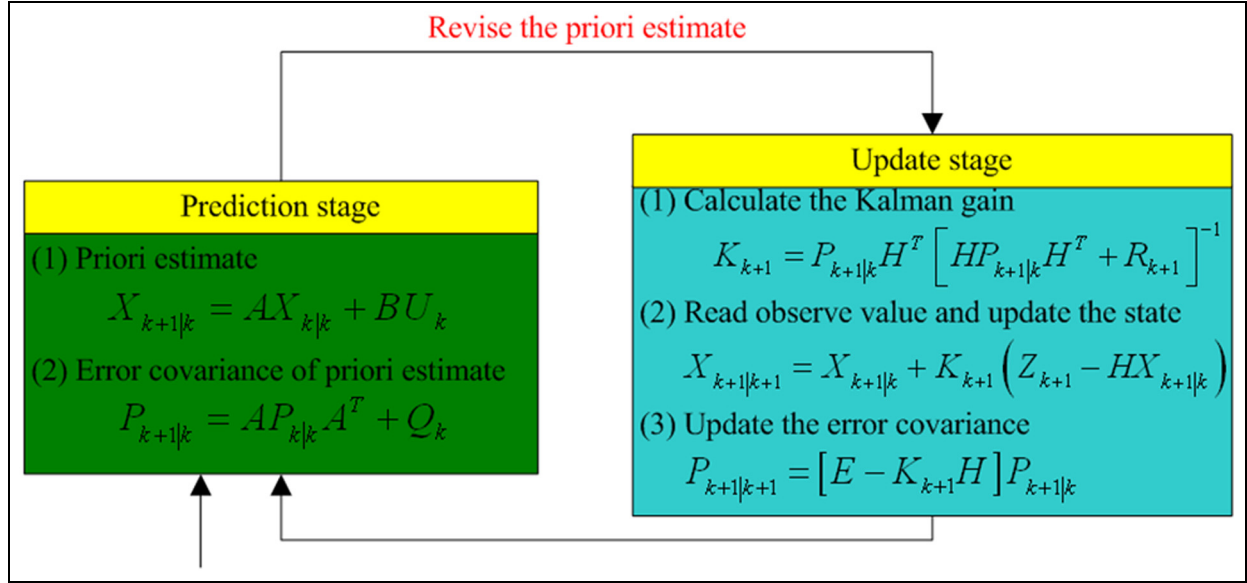 Revise the priori estimate
Prediction stage
(1) Priori estimate
X_{k+1|k} = AX_{k|k} + BU_k
(2) Error covariance of priori estimate
P_{k+1|k} = AP_{k|k}A^T + Q_k
Update stage
(1) Calculate the Kalman gain
K_{k+1} = P_{k+1|k}H^T [HP_{k+1|k}H^T + R_{k+1}]^{-1}
(2) Read observe value and update the state
X_{k+1|k+1} = X_{k+1|k} + K_{k+1}(Z_{k+1} − HX_{k+1|k})
(3) Update the error covariance
P_{k+1|k+1} = [E − K_{k+1}H]P_{k+1|k}